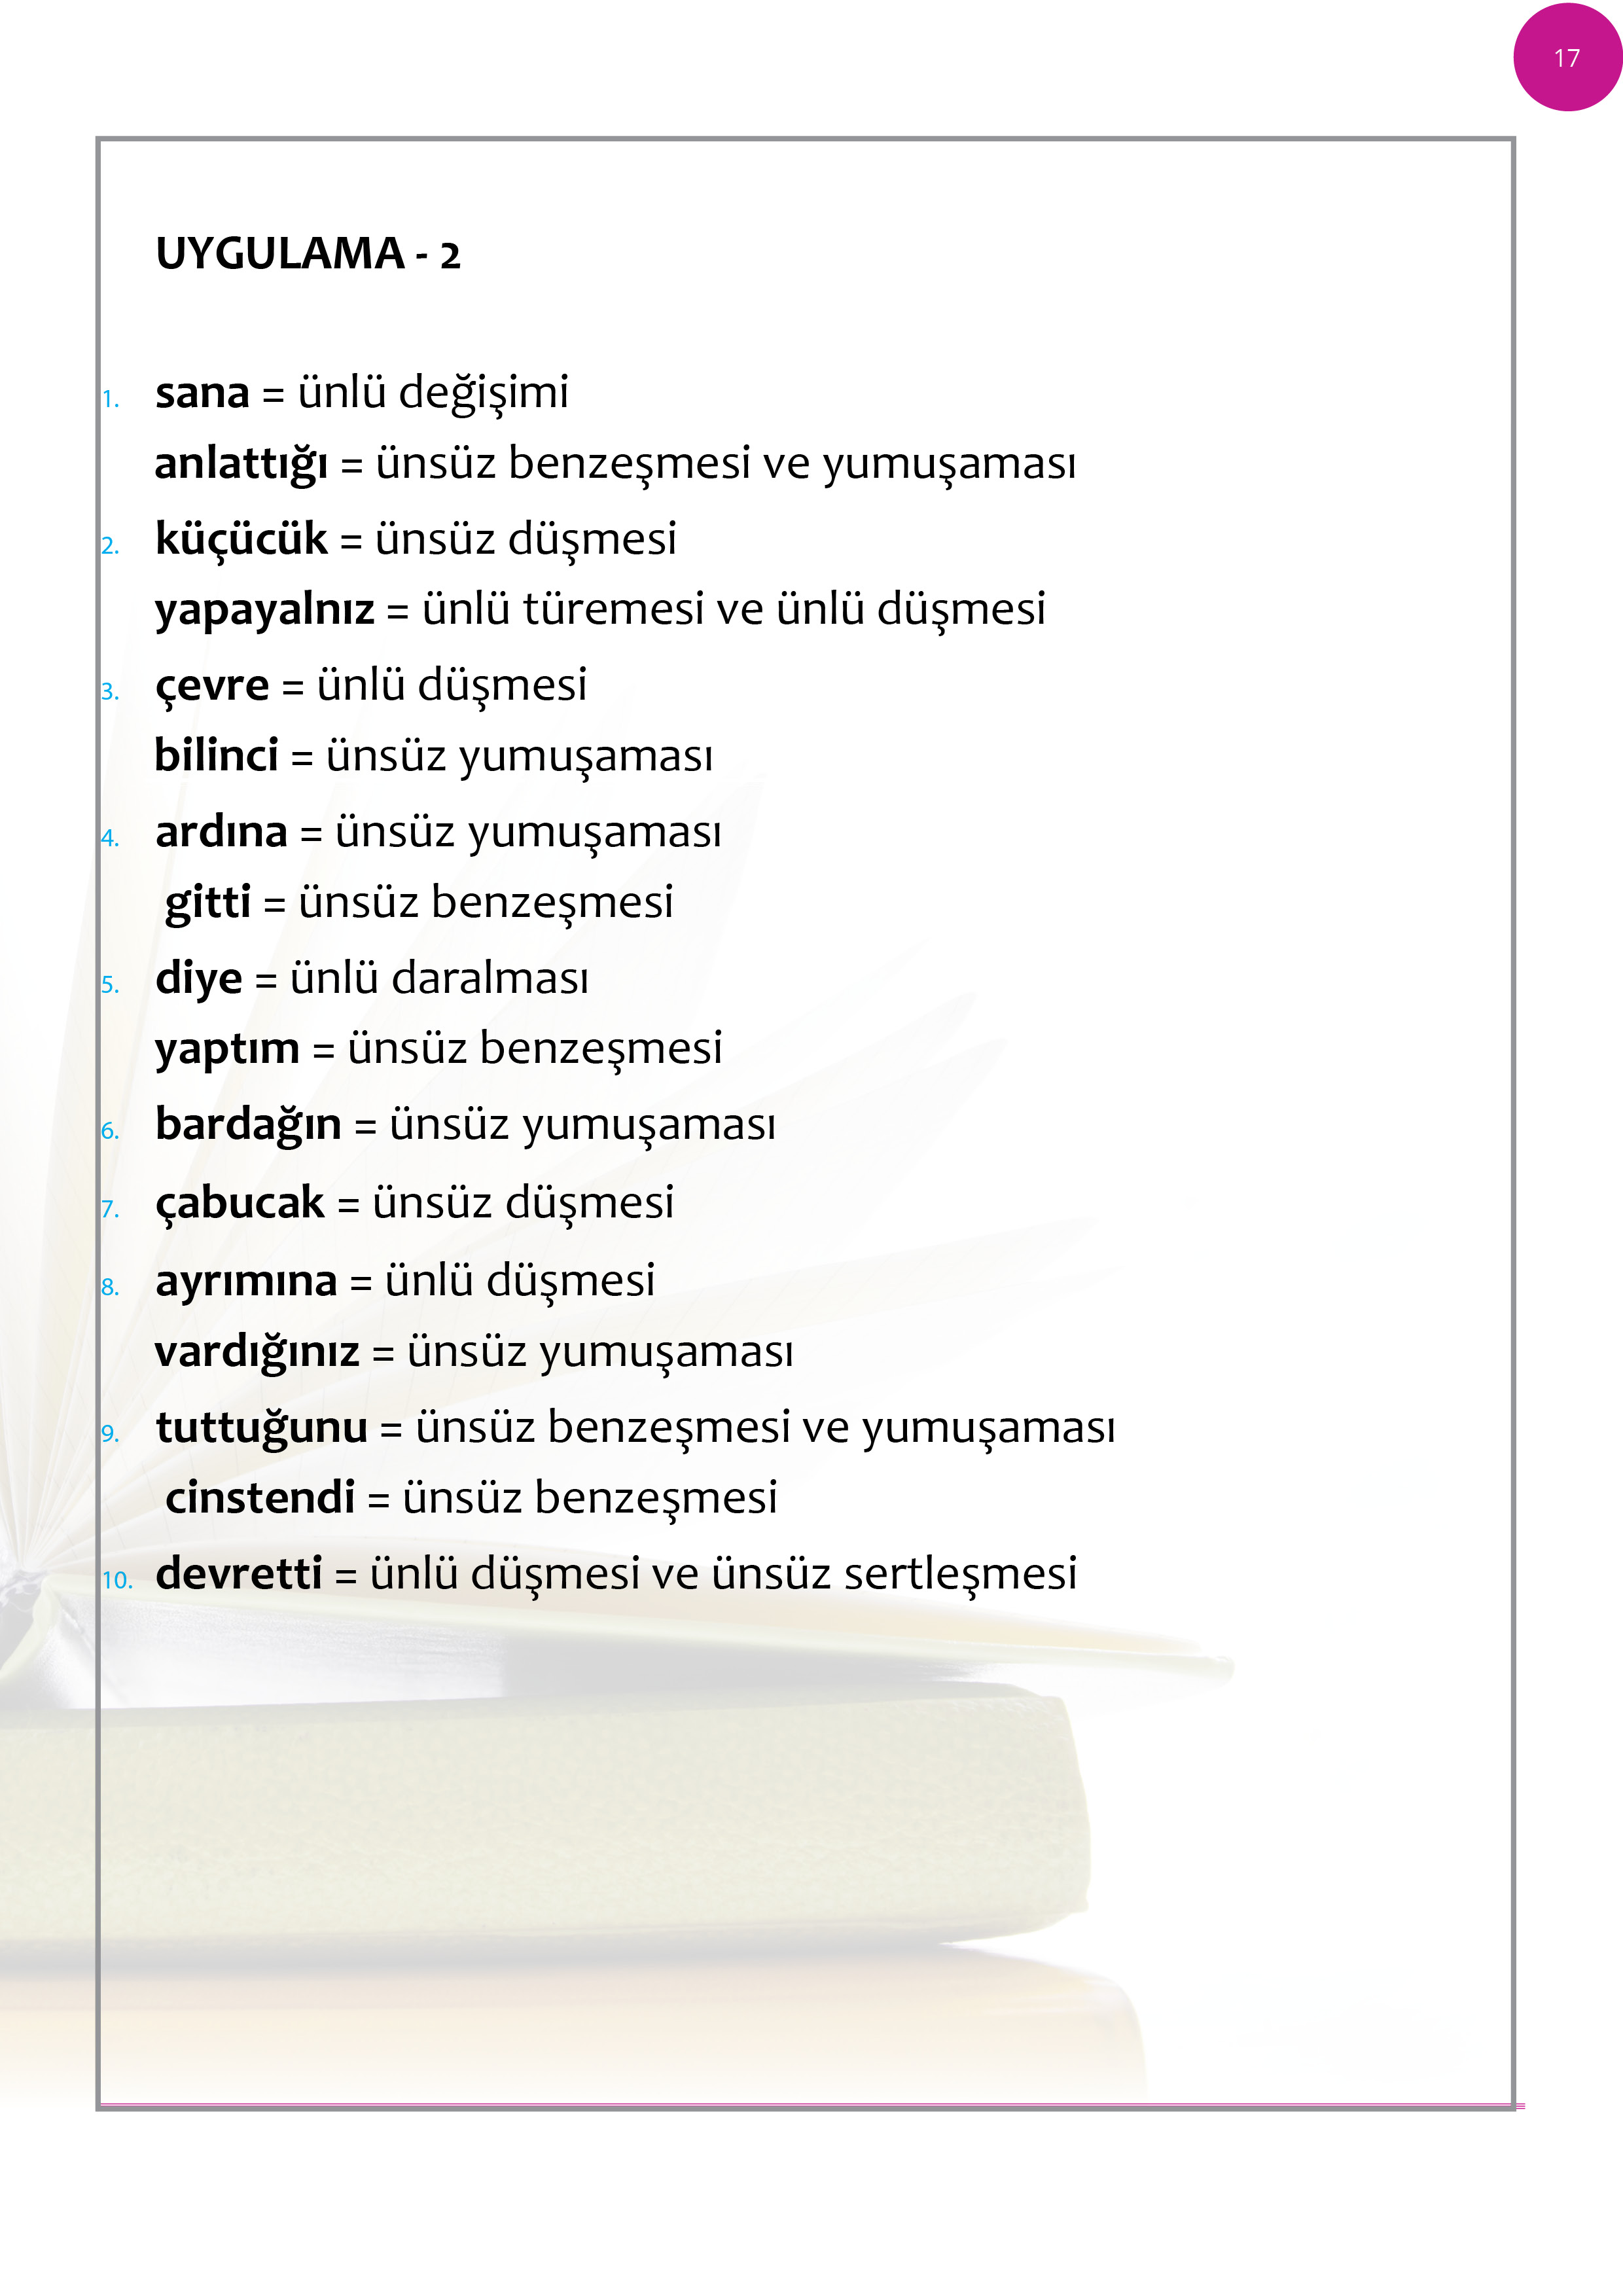 17
UYGULAMA - 2
1. sana = ünlü değişimi
anlattığı = ünsüz benzeşmesi ve yumuşaması
2. küçücük = ünsüz düşmesi
yapayalnız = ünlü türemesi ve ünlü düşmesi
3. çevre = ünlü düşmesi
bilinci = ünsüz yumuşaması
4. ardına = ünsüz yumuşaması
gitti = ünsüz benzeşmesi
5. diye = ünlü daralması
yaptım = ünsüz benzeşmesi
6. bardağın = ünsüz yumuşaması
7. çabucak = ünsüz düşmesi
8. ayrımına = ünlü düşmesi
vardığınız = ünsüz yumuşaması
9. tuttuğunu = ünsüz benzeşmesi ve yumuşaması
cinstendi = ünsüz benzeşmesi
10. devretti = ünlü düşmesi ve ünsüz sertleşmesi